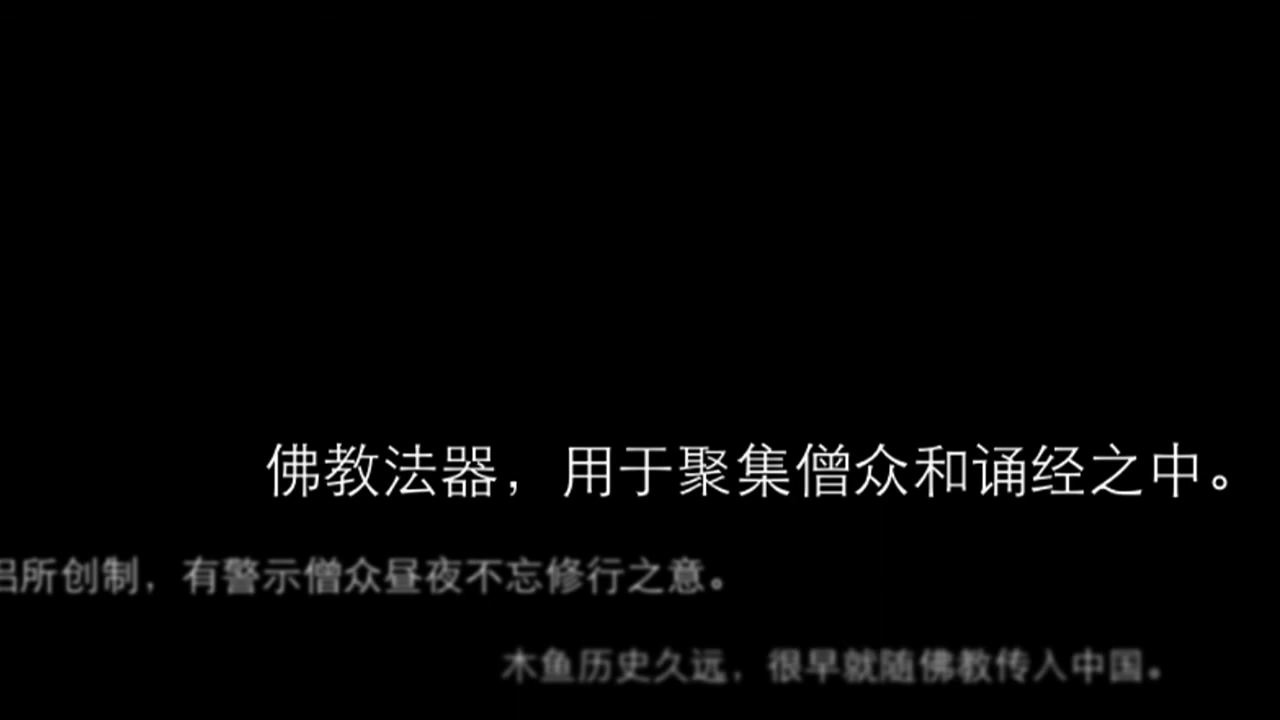 佛教法器，用于聚集僧众和诵经之中。
所创制，有警示僧众昼夜不忘修行之意。
木鱼历史久远，很早就随佛教传入中国。